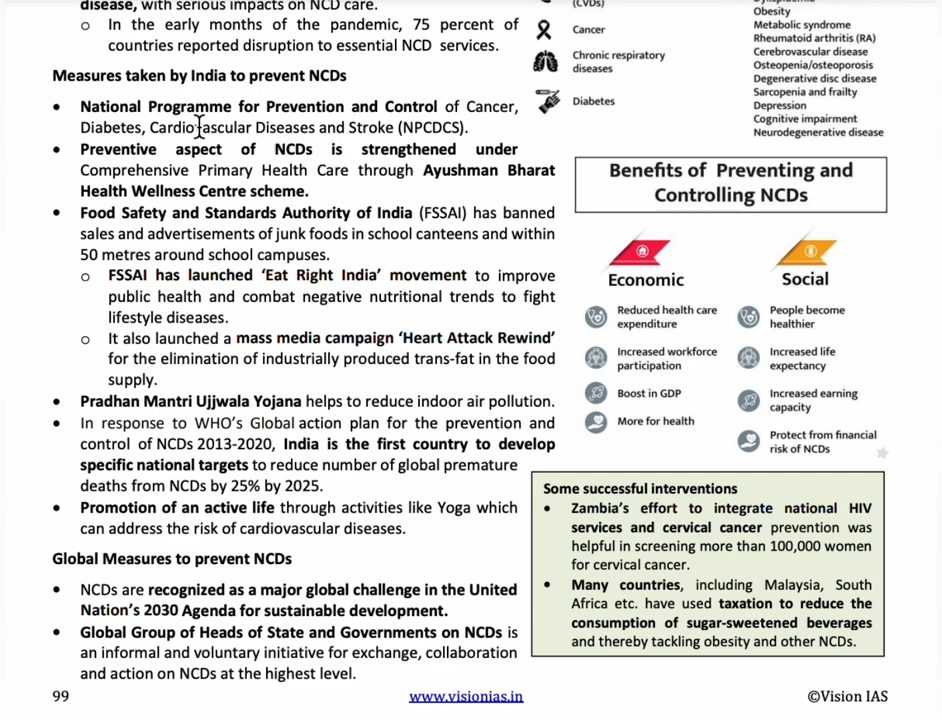 disease, with serious impacts on NCD care.
o In the early months of the pandemic, 75 percent of
countries reported disruption to essential NCD services.
Measures taken by India to prevent NCDs
• National Programme for Prevention and Control of Cancer,
Diabetes, Cardiovascular Diseases and Stroke (NPCDCS).
• Preventive aspect of NCDs is strengthened under
Comprehensive Primary Health Care through Ayushman Bharat
Health Wellness Centre scheme.
• Food Safety and Standards Authority of India (FSSAI) has banned
sales and advertisements of junk foods in school canteens and within
50 metres around school campuses.
o FSSAI has launched ‘Eat Right India’ movement to improve
public health and combat negative nutritional trends to fight
lifestyle diseases.
o It also launched a mass media campaign ‘Heart Attack Rewind’
for the elimination of industrially produced trans-fat in the food
supply.
• Pradhan Mantri Ujjwala Yojana helps to reduce indoor air pollution.
• In response to WHO’s Global action plan for the prevention and
control of NCDs 2013-2020, India is the first country to develop
specific national targets to reduce number of global premature
deaths from NCDs by 25% by 2025.
• Promotion of an active life through activities like Yoga which
can address the risk of cardiovascular diseases.
Global Measures to prevent NCDs
• NCDs are recognized as a major global challenge in the United
Nation’s 2030 Agenda for sustainable development.
• Global Group of Heads of State and Governments on NCDs is
an informal and voluntary initiative for exchange, collaboration
and action on NCDs at the highest level.
(CVDs)
Cancer
Chronic respiratory
diseases
Diabetes
Obesity
Metabolic syndrome
Rheumatoid arthritis (RA)
Cerebrovascular disease
Osteopenia/osteoporosis
Degenerative disc disease
Sarcopenia and frailty
Depression
Cognitive impairment
Neurodegenerative disease
Benefits of Preventing and
Controlling NCDs
Economic
Reduced health care
expenditure
Increased workforce
participation
Boost in GDP
More for health
Social
People become
healthier
Increased life
expectancy
Increased earning
capacity
Protect from financial
risk of NCDs
Some successful interventions
• Zambia’s effort to integrate national HIV
services and cervical cancer prevention was
helpful in screening more than 100,000 women
for cervical cancer.
• Many countries, including Malaysia, South
Africa etc. have used taxation to reduce the
consumption of sugar-sweetened beverages
and thereby tackling obesity and other NCDs.
99
www.visionias.in
©Vision IAS